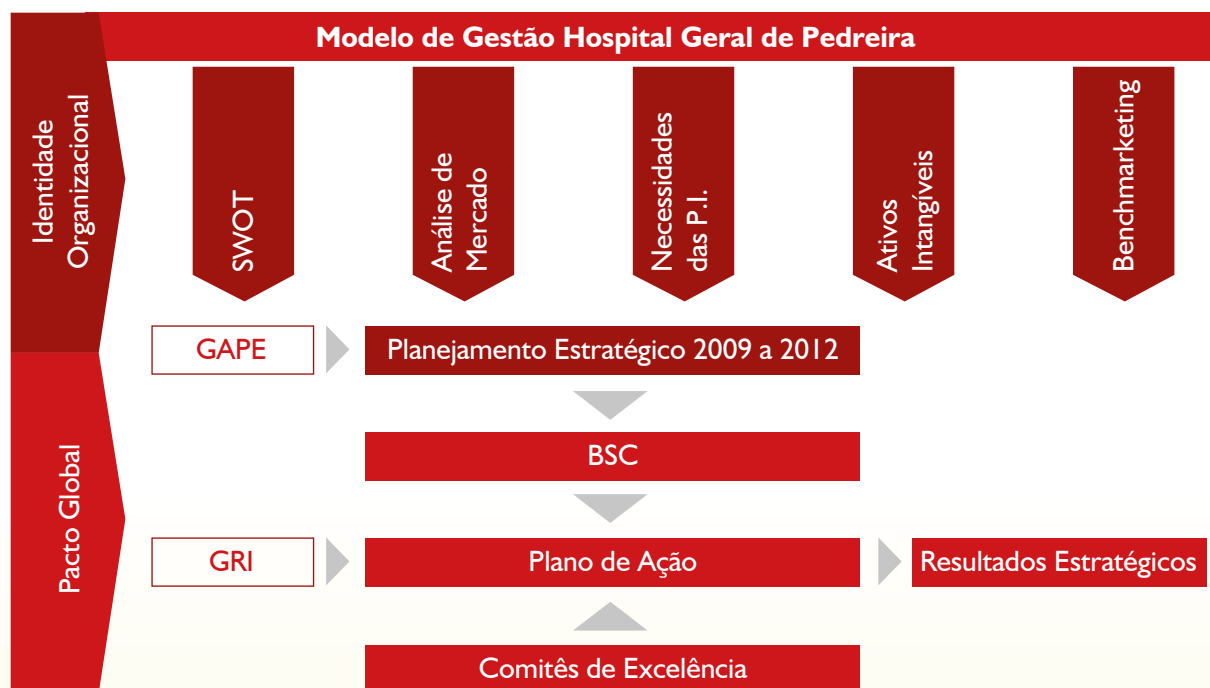 Modelo de Gestão Hospital Geral de Pedreira
Identidade
Organizacional
SWOT
Análise de
Mercado
Necessidades
das P.I.
Ativos
Intangíveis
Benchmarketing
GAPE
Planejamento Estratégico 2009 a 2012
BSC
Pacto Global
GRI
Plano de Ação
Resultados Estratégicos
Comitês de Excelência